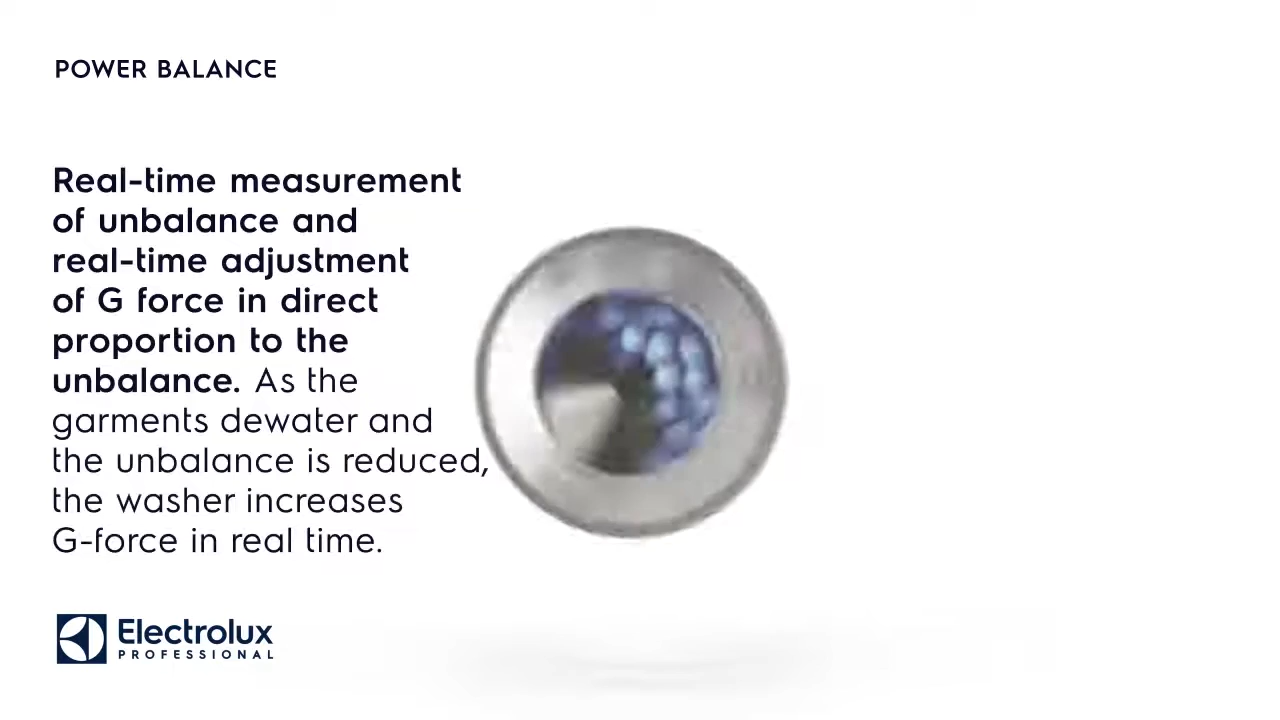 POWER BALANCE
Real-time measurement
of unbalance and
real-time adjustment
of G force in direct
proportion to the
unbalance. As the
garments dewater and
the unbalance is reduced,
the washer increases
G-force in real time.
Electrolux
PROFESSIONAL